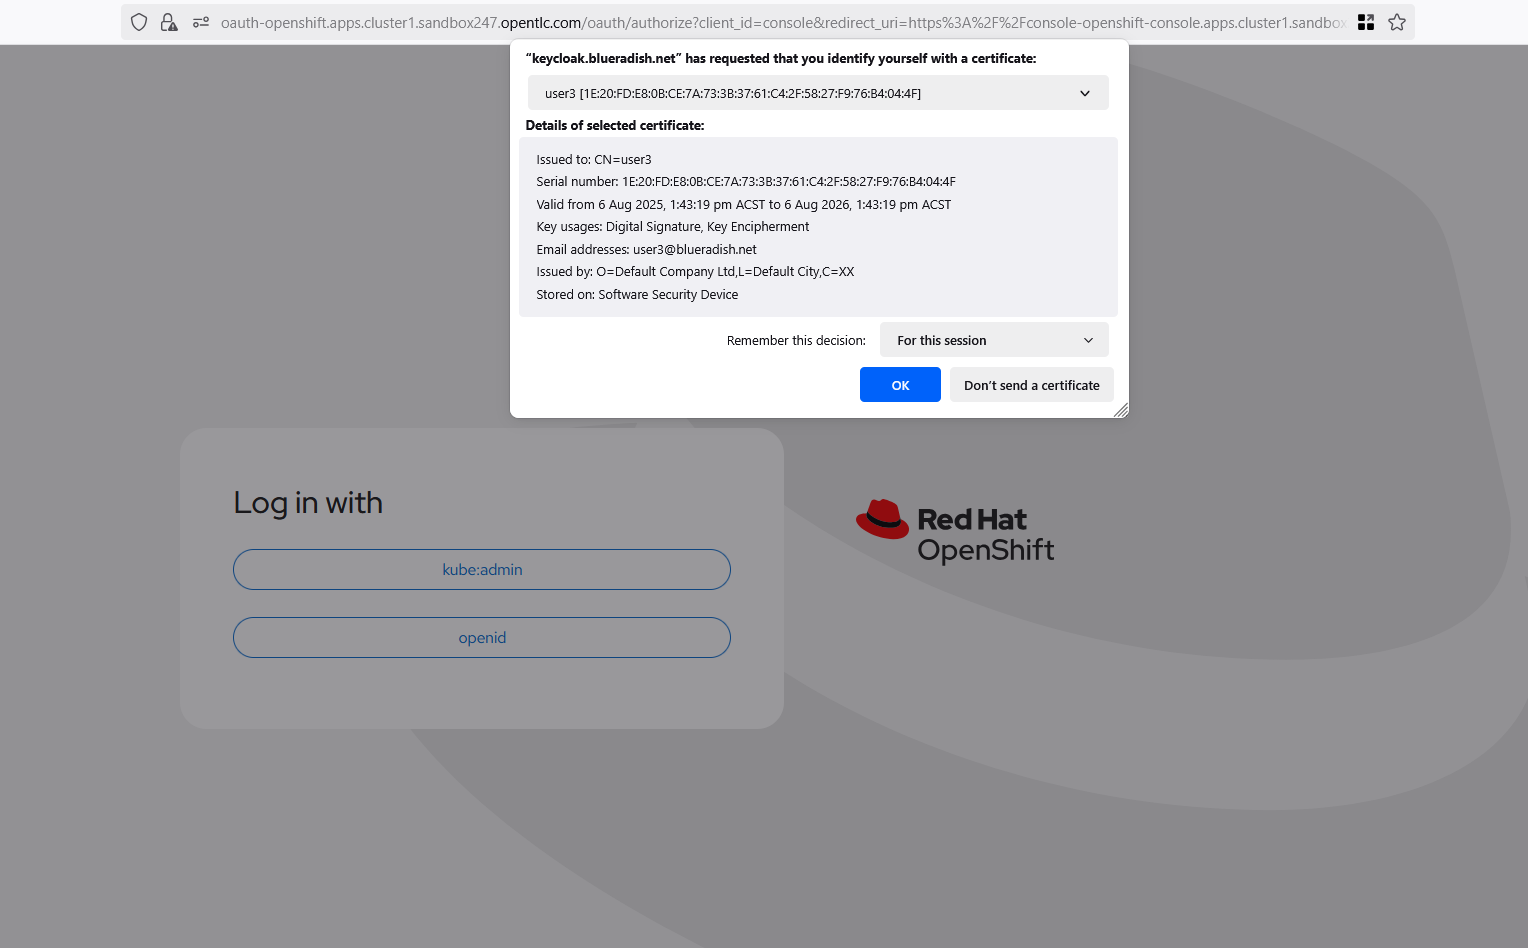 oauth-openshift.apps.cluster1.sandbox247.opentlc.com/oauth/authorize?client_id=console&redirect_uri=https%3A%2F%2Fconsole-openshift-console.apps.cluster1.sandbox
“keycloak.blueradish.net” has requested that you identify yourself with a certificate:
user3 [1E:20:FD:E8:0B:CE:7A:73:3B:37:61:C4:2F:58:27:F9:76:B4:04:4F]
Details of selected certificate:
Issued to: CN=user3
Serial number: 1E:20:FD:E8:0B:CE:7A:73:3B:37:61:C4:2F:58:27:F9:76:B4:04:4F
Valid from 6 Aug 2025, 1:43:19 pm ACST to 6 Aug 2026, 1:43:19 pm ACST
Key usages: Digital Signature, Key Encipherment
Email addresses: user3@blueradish.net
Issued by: O=Default Company Ltd,L=Default City,C=XX
Stored on: Software Security Device
Remember this decision: For this session
OK Don’t send a certificate
Log in with
kube:admin
openid
Red Hat
OpenShift